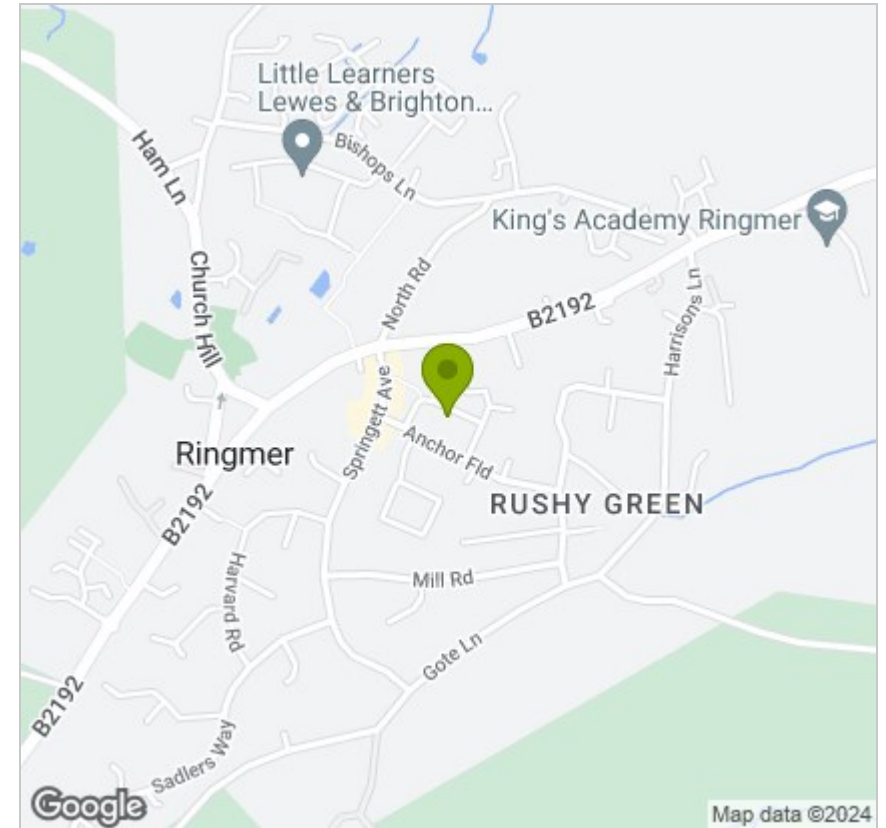 Little Learners
Lewes & Brighton...
Ham Ln
Bishops Ln
King's Academy Ringmer
Church Hill
North Rd
B2192
Harrisons Ln
Springett Ave
Ringmer
Anchor Fld
B2192
RUSHY GREEN
Harvard Rd
Mill Rd
Gote Ln
B2192
Sadlers Way
Google
Map data ©2024